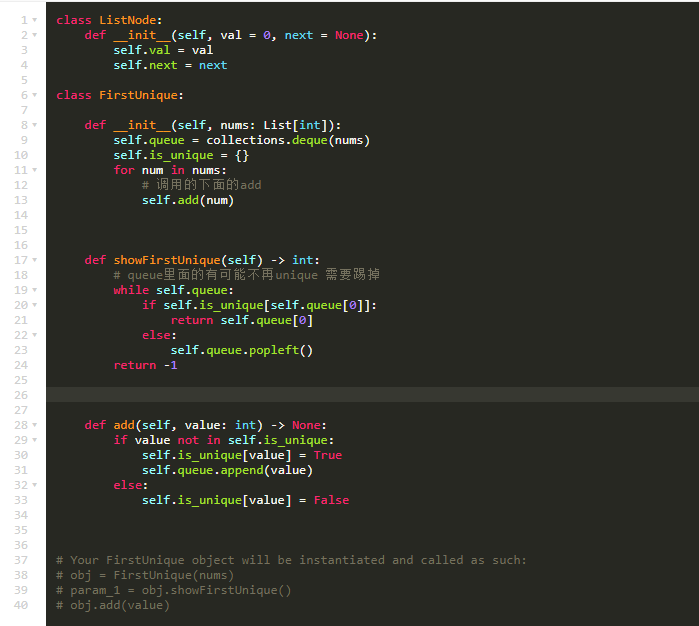 1 class ListNode:
2     def __init__(self, val = 0, next = None):
3         self.val = val
4         self.next = next
5
6 class FirstUnique:
7
8     def __init__(self, nums: List[int]):
9         self.queue = collections.deque(nums)
10         self.is_unique = {}
11         for num in nums:
12             # 调用的下面的add
13             self.add(num)
14
15
16
17     def showFirstUnique(self) -> int:
18         # queue里面的有可能不再unique 需要踢掉
19         while self.queue:
20             if self.is_unique[self.queue[0]]:
21                 return self.queue[0]
22             else:
23                 self.queue.popleft()
24         return -1
25
26
27
28     def add(self, value: int) -> None:
29         if value not in self.is_unique:
30             self.is_unique[value] = True
31             self.queue.append(value)
32         else:
33             self.is_unique[value] = False
34
35
36
37 # Your FirstUnique object will be instantiated and called as such:
38 # obj = FirstUnique(nums)
39 # param_1 = obj.showFirstUnique()
40 # obj.add(value)